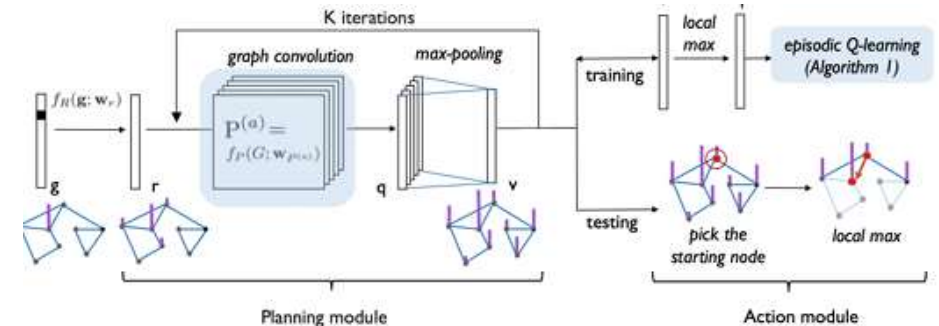 K iterations
graph convolution
max-pooling
local
max
episodic Q-learning
(Algorithm 1)
training
f_R(g; w_r)
P^(a) =
f_P(G; w_P^(a))
g
r
q
v
testing
pick the
starting node
local max
Planning module
Action module